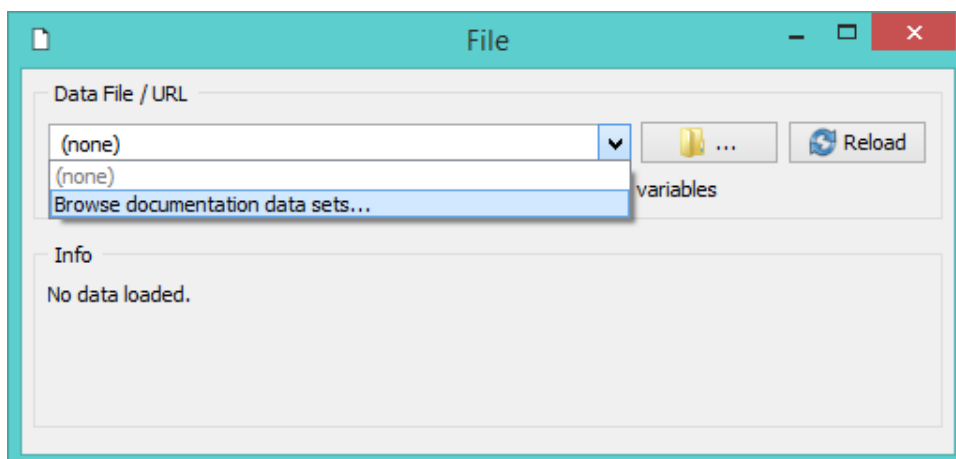 File
Data File / URL
(none)
... Reload
(none)
Browse documentation data sets...
variables
Info
No data loaded.